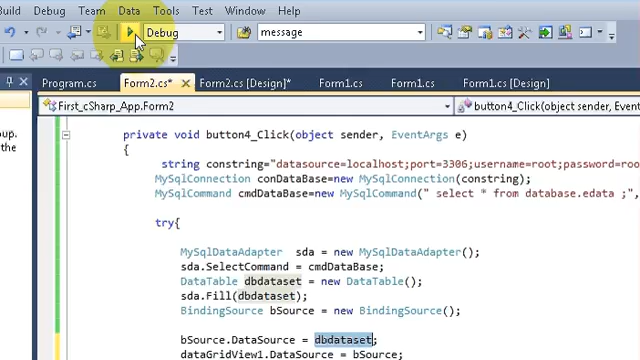 Build Debug Team Data Tools Test Window Help
Debug message
Program.cs Form2.cs* Form2.cs [Design]* Form1.cs Form1.cs [Design]
First_cSharp_App.Form2 button4_Click(object sender, Event
private void button4_Click(object sender, EventArgs e)
oup. {
the string constring="datasource=localhost;port=3306;username=root;password=roo
MySqlConnection conDataBase=new MySqlConnection(constring);
MySqlCommand cmdDataBase=new MySqlCommand(" select * from database.edata ;",
try{
MySqlDataAdapter sda = new MySqlDataAdapter();
sda.SelectCommand = cmdDataBase;
DataTable dbdataset = new DataTable();
sda.Fill(dbdataset);
BindingSource bSource = new BindingSource();
bSource.DataSource = dbdataset;
dataGridView1.DataSource = bSource;